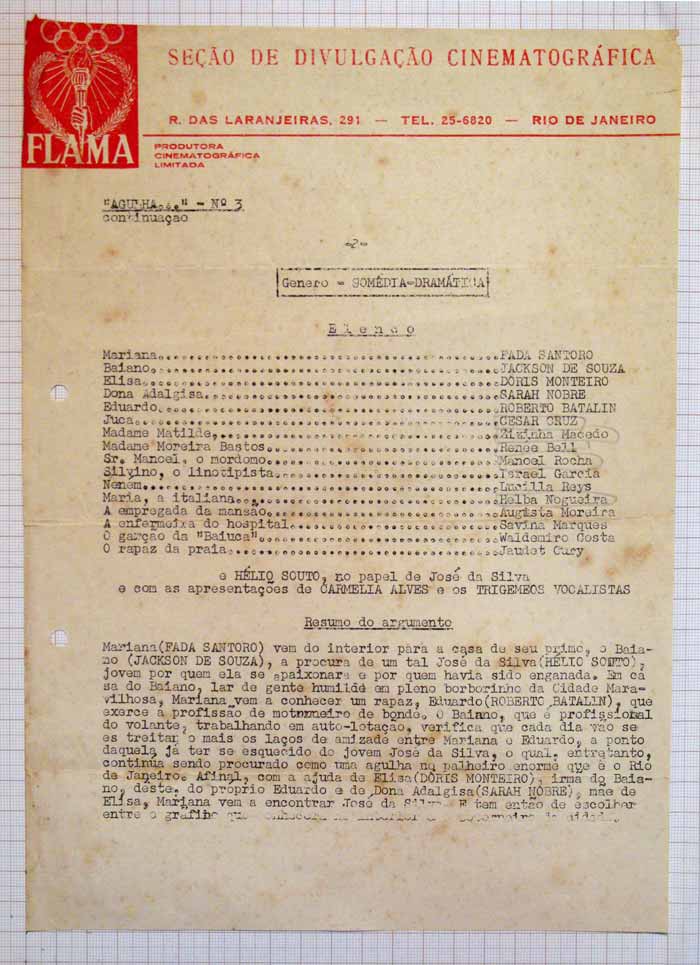 SEÇÃO DE DIVULGAÇÃO CINEMATOGRÁFICA
R. DAS LARANJEIRAS, 291 — TEL. 25-6820 — RIO DE JANEIRO
FLAMA
PRODUTORA
CINEMATOGRÁFICA
LIMITADA
"AGULHA..." - Nº 3
continuaçao
-2-
Genero - SOMÉDIA-DRAMÁTICA
E l e n c o
Mariana..........FADA SANTORO
Baiano..........JACKSON DE SOUZA
Elisa..........DÓRIS MONTEIRO
Dona Adalgisa..........SARAH NOBRE
Eduardo..........ROBERTO BATALIN
Juca..........CESAR CRUZ
Madame Matilde,..........Zizinha Macedo
Madame Moreira Bastos..........Renée Bell
Sr. Manoel, o mordomo..........Manoel Rocha
Silvino, o linotipista..........Israel Garcia
Nenem..........Lucilla Reys
Maria, a italiana..........Helba Nogueira
A empregada da mansão..........Augusta Moreira
A enfermeira do hospital..........Savina Marques
O garção da "Baiuca"..........Waldemiro Costa
O rapaz da praia..........Jaudet Cury
e HÉLIO SOUTO, no papel de José da Silva
e com as apresentações de CARMELIA ALVES e os TRIGEMEOS VOCALISTAS
Resumo do argumento
Mariana(FADA SANTORO) vem do interior para a casa de seu primo, o Baia-
no (JACKSON DE SOUZA), a procura de um tal José da Silva(HÉLIO SOUTO),
jovem por quem ela se apaixonara e por quem havia sido enganada. Em ca
sa do Baiano, lar de gente humilde em pleno borborinho da Cidade Mara-
vilhosa, Mariana vem a conhecer um rapaz, Eduardo(ROBERTO BATALIN), que
exerce a profissão de motorneiro de bonde. O Baiano, que é profissional
do volante, trabalhando em auto-lotação, verifica que cada dia vão se
es treitar o mais os laços de amizade entre Mariana e Eduardo, a ponto
daquela já ter se esquecido do jovem José da Silva, o qual, entretanto,
continua sendo procurado como uma agulha no palheiro enorme que é o Rio
de Janeiro. Afinal, com a ajuda de Elisa(DÓRIS MONTEIRO), irmã do Baia-
no, deste, do proprio Eduardo e de Dona Adalgisa(SARAH NOBRE), mae de
Elisa, Mariana vem a encontrar José da Silva. E tem então de escolher
entre o grafino que